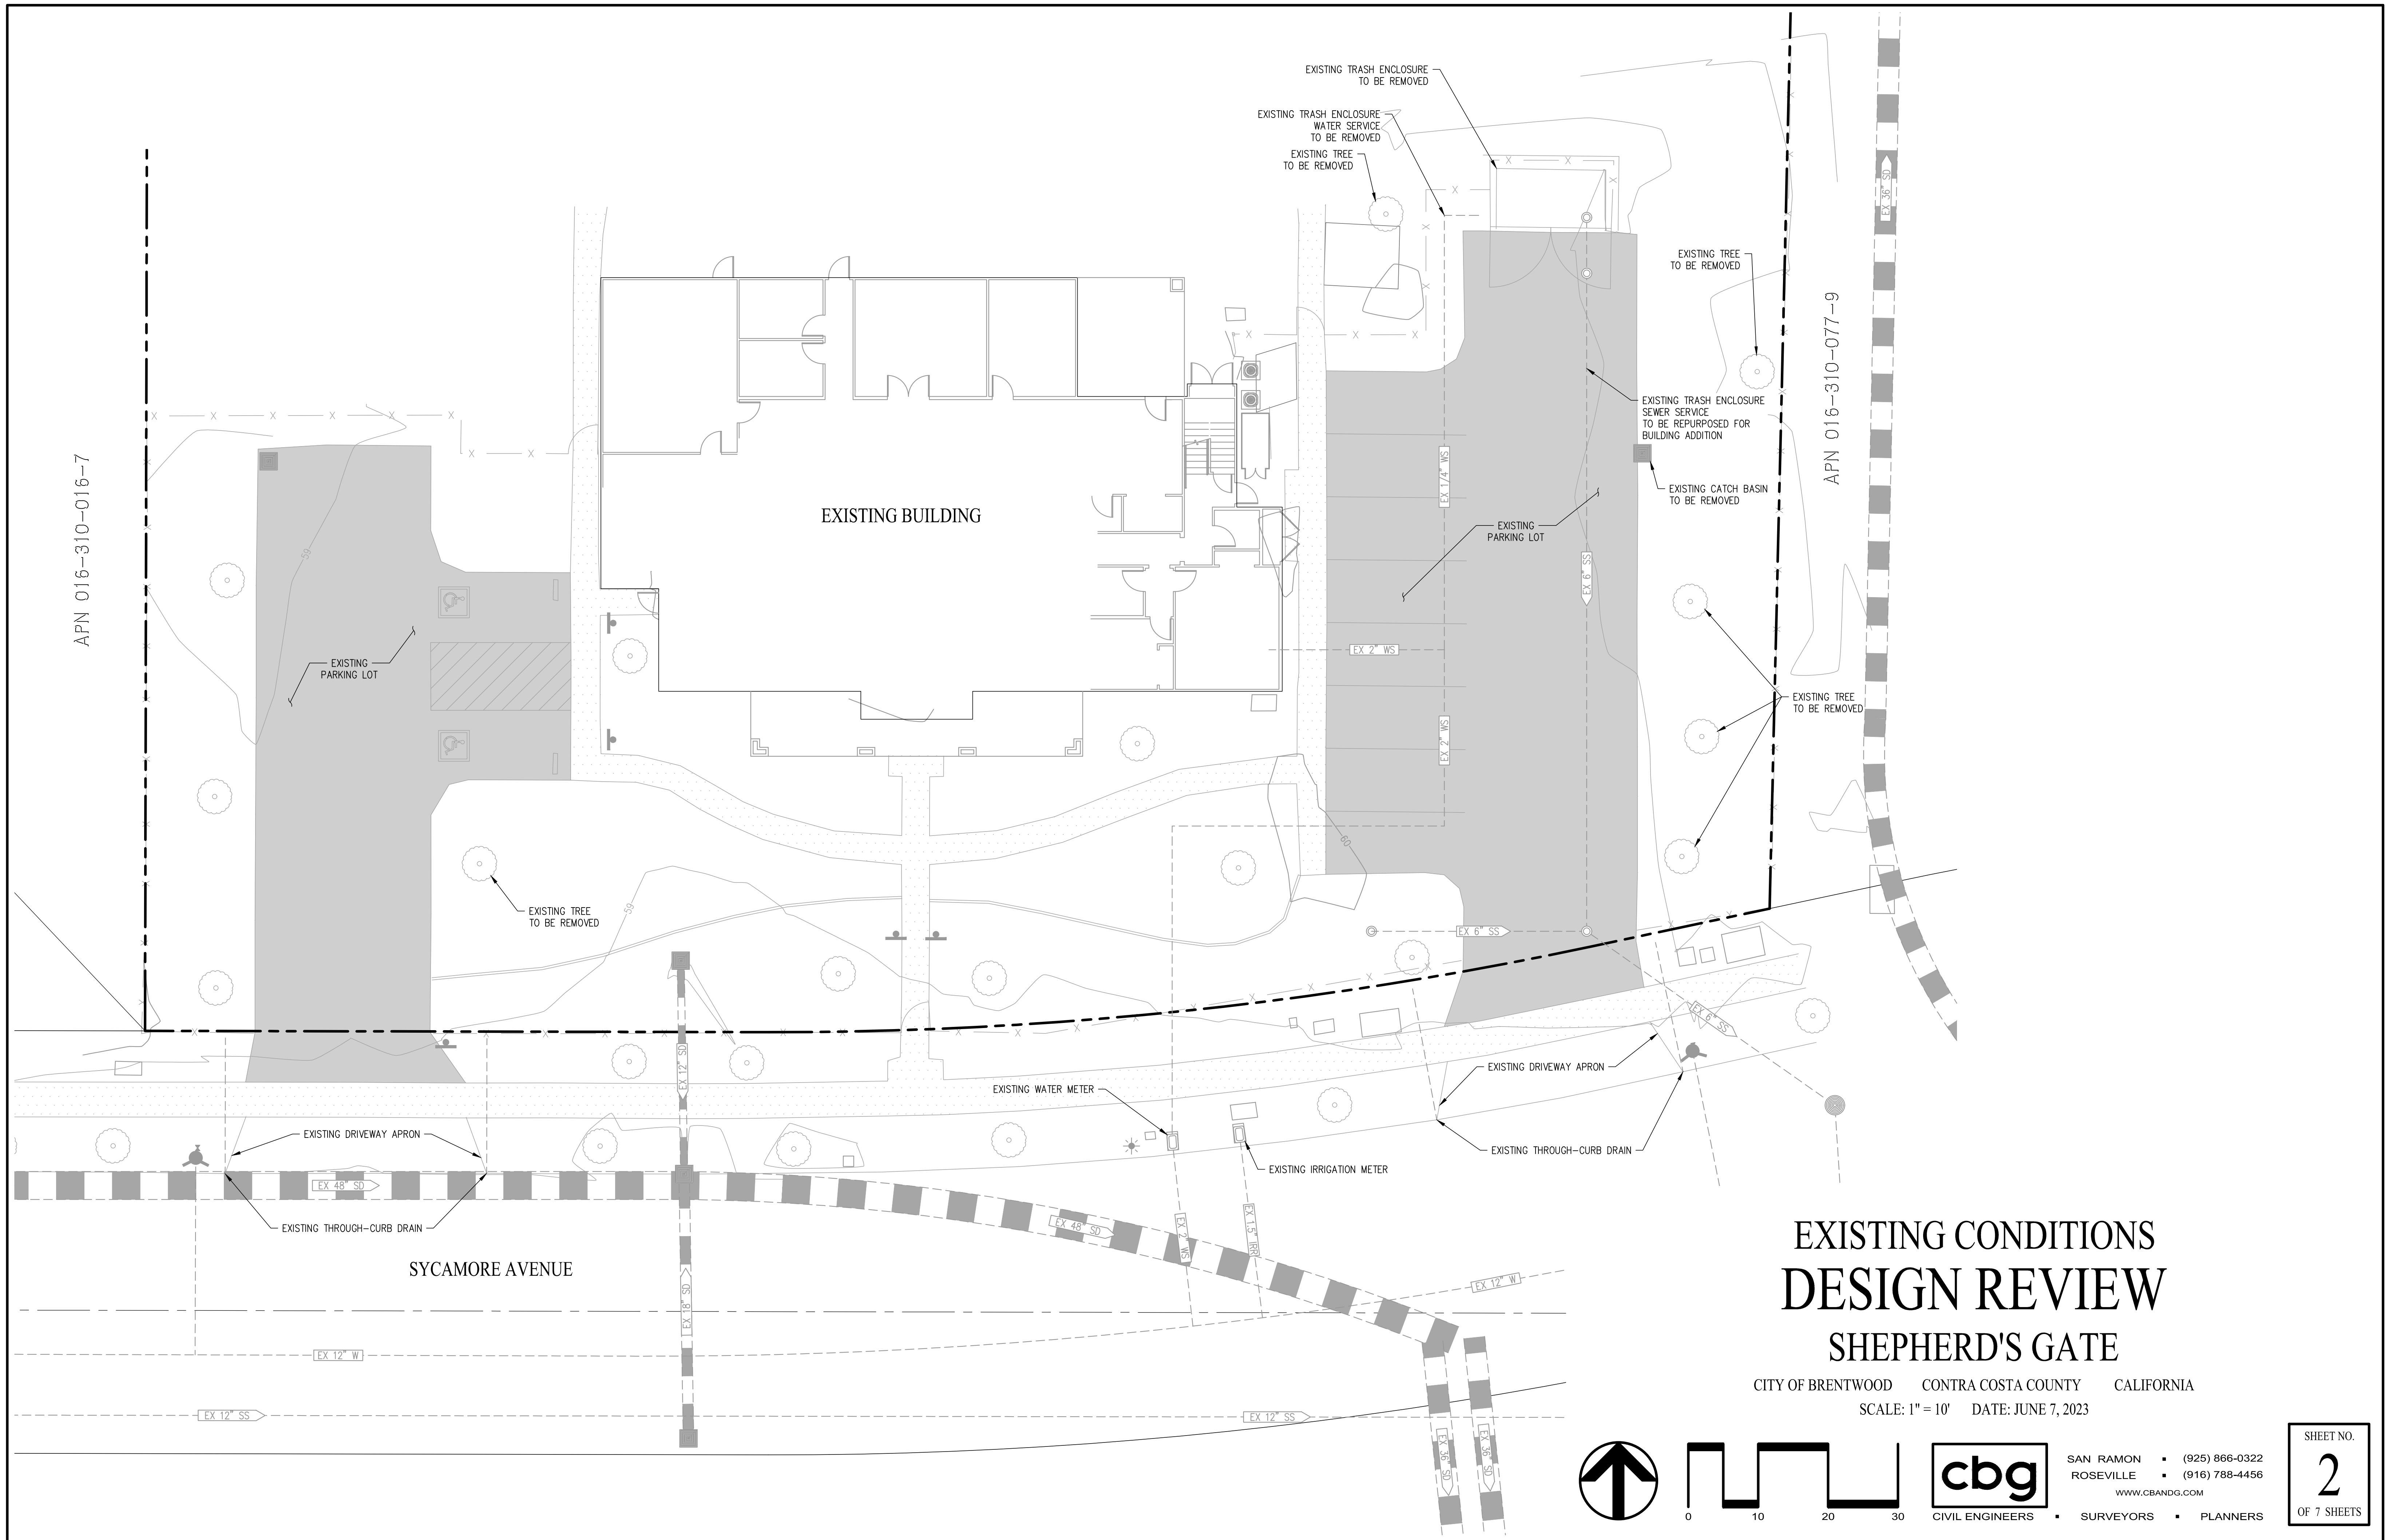 EXISTING TRASH ENCLOSURE
TO BE REMOVED
EXISTING TRASH ENCLOSURE
WATER SERVICE
TO BE REMOVED
EXISTING TREE
TO BE REMOVED
EX 36" SD
EXISTING TREE
TO BE REMOVED
APN 016-310-077-9
EXISTING TRASH ENCLOSURE
SEWER SERVICE
TO BE REPURPOSED FOR
BUILDING ADDITION
EXISTING CATCH BASIN
TO BE REMOVED
APN 016-310-016-7
59
EXISTING BUILDING
EX 1/4" WS
EXISTING
PARKING LOT
EX 6" SS
EXISTING
PARKING LOT
EX 2" WS
EX 2" WS
EXISTING TREE
TO BE REMOVED
60
EXISTING TREE
TO BE REMOVED
59
EX 6" SS
EX 6" SS
EX 12" SD
EXISTING DRIVEWAY APRON
EXISTING WATER METER
EXISTING DRIVEWAY APRON
EXISTING THROUGH-CURB DRAIN
EXISTING IRRIGATION METER
EX 48" SD
EXISTING THROUGH-CURB DRAIN
EX 48" SD
EX 2" WS
EX 1.5" IRR
SYCAMORE AVENUE
EX 18" SD
EX 12" W
EX 12" W
EX 12" SS
EX 12" SS
EX 36" SD
EX 36" SD
EXISTING CONDITIONS
DESIGN REVIEW
SHEPHERD'S GATE
CITY OF BRENTWOOD CONTRA COSTA COUNTY CALIFORNIA
SCALE: 1" = 10' DATE: JUNE 7, 2023
0 10 20 30
cbg
CIVIL ENGINEERS ▪ SURVEYORS ▪ PLANNERS
SAN RAMON ▪ (925) 866-0322
ROSEVILLE ▪ (916) 788-4456
WWW.CBANDG.COM
SHEET NO.
2
OF 7 SHEETS